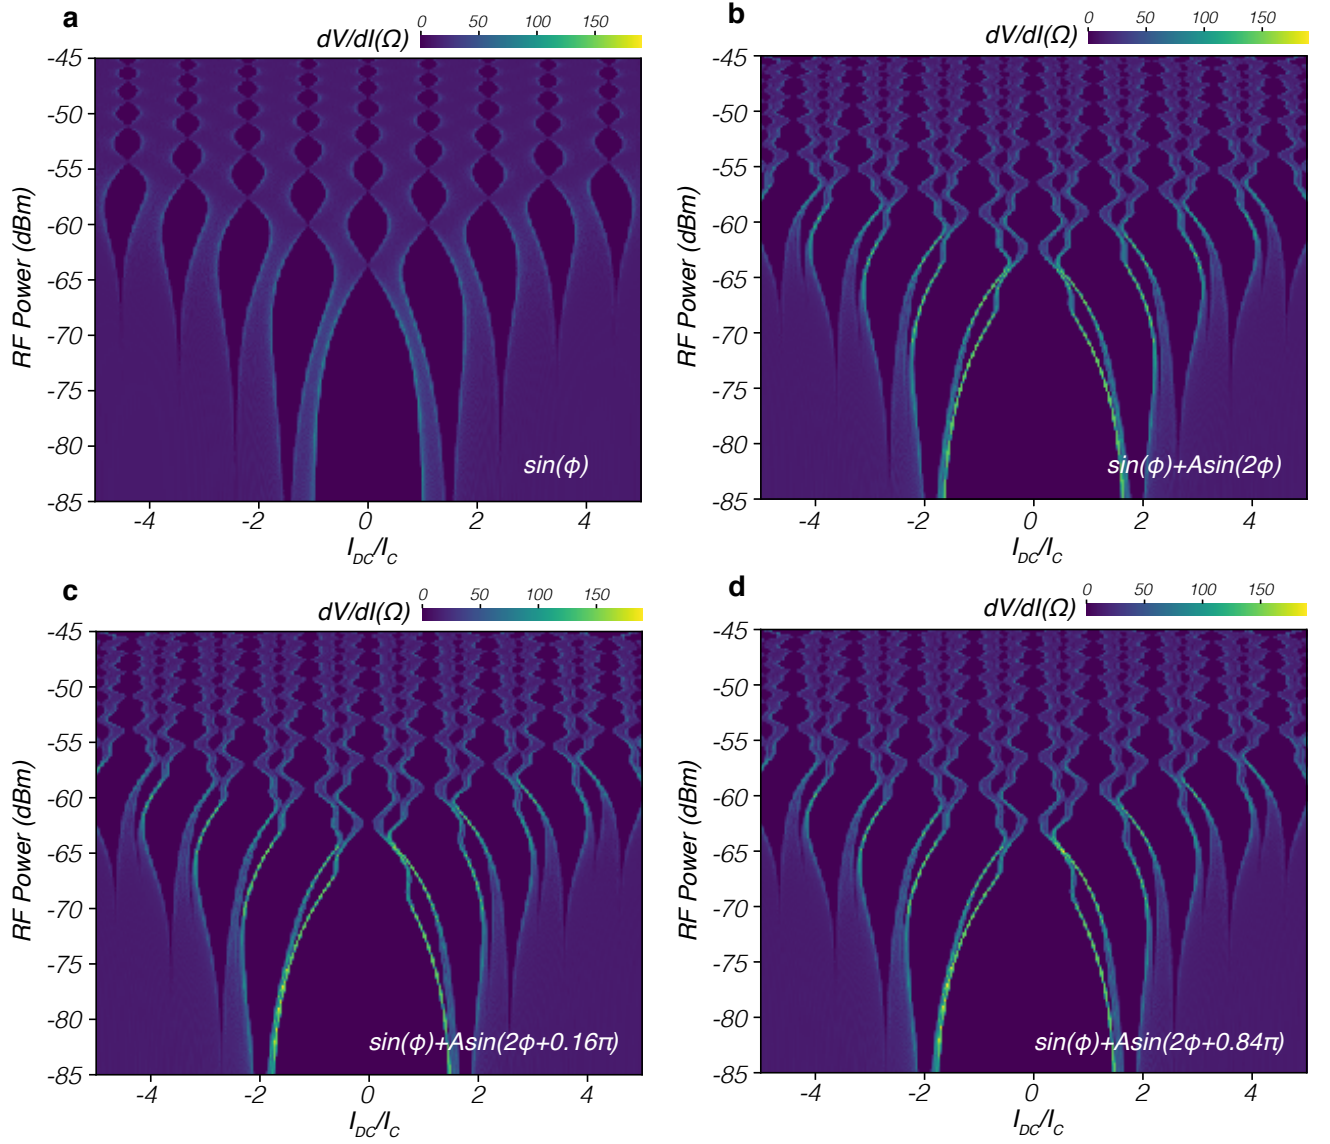 a
dV/dI(Ω)
0 50 100 150
-45
-50
-55
-60
-65
-70
-75
-80
-85
RF Power (dBm)
sin(ϕ)
-4 -2 0 2 4
I_DC/I_C
b
dV/dI(Ω)
0 50 100 150
-45
-50
-55
-60
-65
-70
-75
-80
-85
RF Power (dBm)
sin(ϕ)+Asin(2ϕ)
-4 -2 0 2 4
I_DC/I_C
c
dV/dI(Ω)
0 50 100 150
-45
-50
-55
-60
-65
-70
-75
-80
-85
RF Power (dBm)
sin(ϕ)+Asin(2ϕ+0.16π)
-4 -2 0 2 4
I_DC/I_C
d
dV/dI(Ω)
0 50 100 150
-45
-50
-55
-60
-65
-70
-75
-80
-85
RF Power (dBm)
sin(ϕ)+Asin(2ϕ+0.84π)
-4 -2 0 2 4
I_DC/I_C